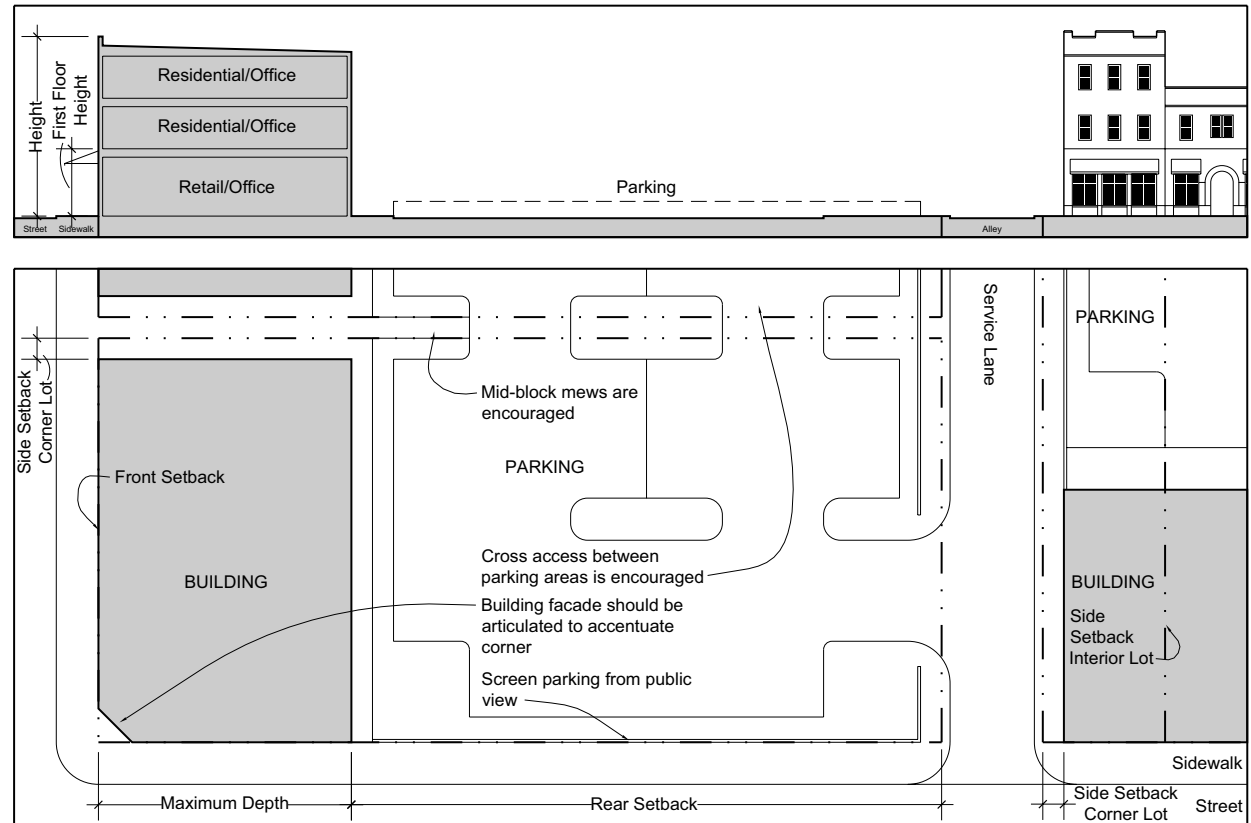 Height
First Floor
Height
Residential/Office
Residential/Office
Retail/Office
Parking
Street
Sidewalk
Alley
Side Setback
Corner Lot
Front Setback
BUILDING
Mid-block mews are
encouraged
PARKING
Cross access between
parking areas is encouraged
Building facade should be
articulated to accentuate
corner
Screen parking from public
view
Service Lane
PARKING
BUILDING
Side
Setback
Interior Lot
Sidewalk
Maximum Depth
Rear Setback
Side Setback
Corner Lot
Street